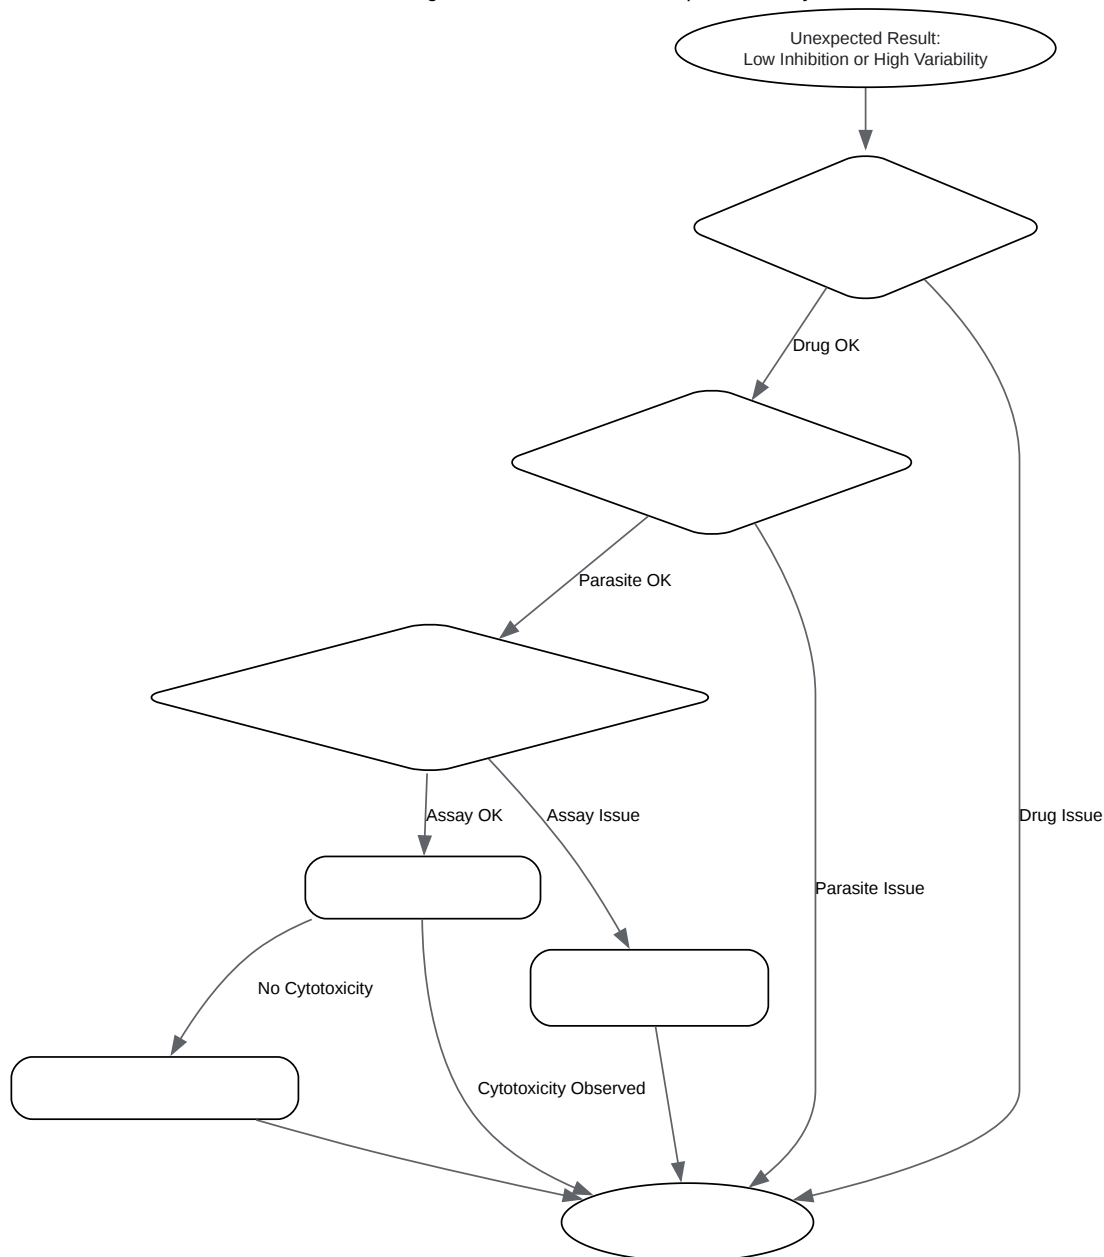 Unexpected Result:
Low Inhibition or High Variability
Drug OK
Parasite OK
Assay OK
Assay Issue
Drug Issue
Parasite Issue
No Cytotoxicity
Cytotoxicity Observed